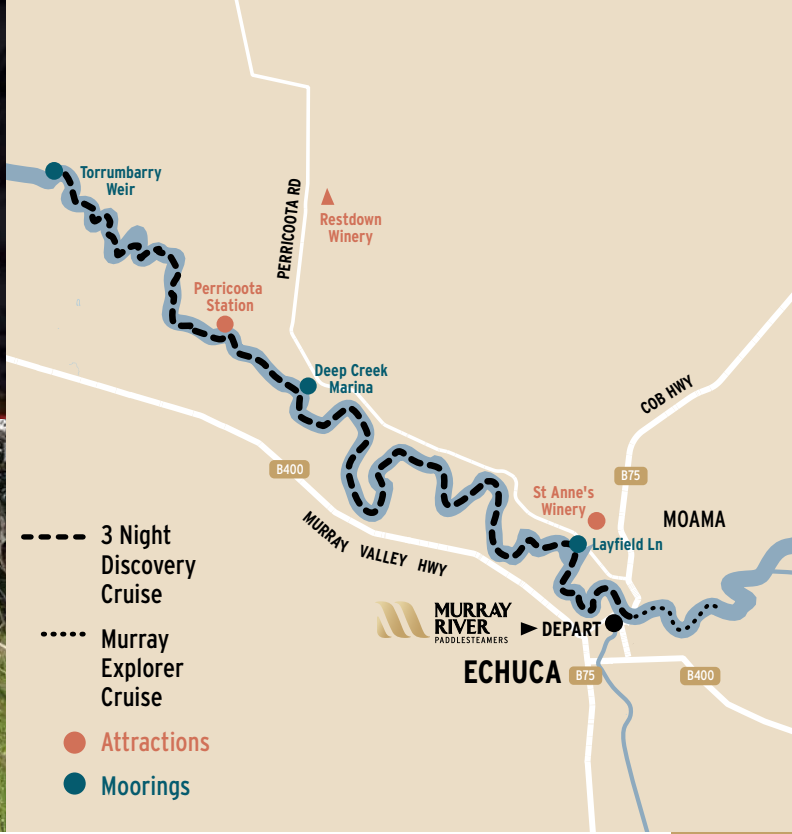 Torrumbarry
Weir
PERRICOOTA RD
Restdown
Winery
Perricoota
Station
Deep Creek
Marina
COB HWY
B400
B75
St Anne's
Winery
MOAMA
Layfield Ln
MURRAY VALLEY HWY
3 Night
Discovery
Cruise
MURRAY
RIVER
PADDLESTEAMERS
DEPART
ECHUCA
B75
B400
Murray
Explorer
Cruise
Attractions
Moorings